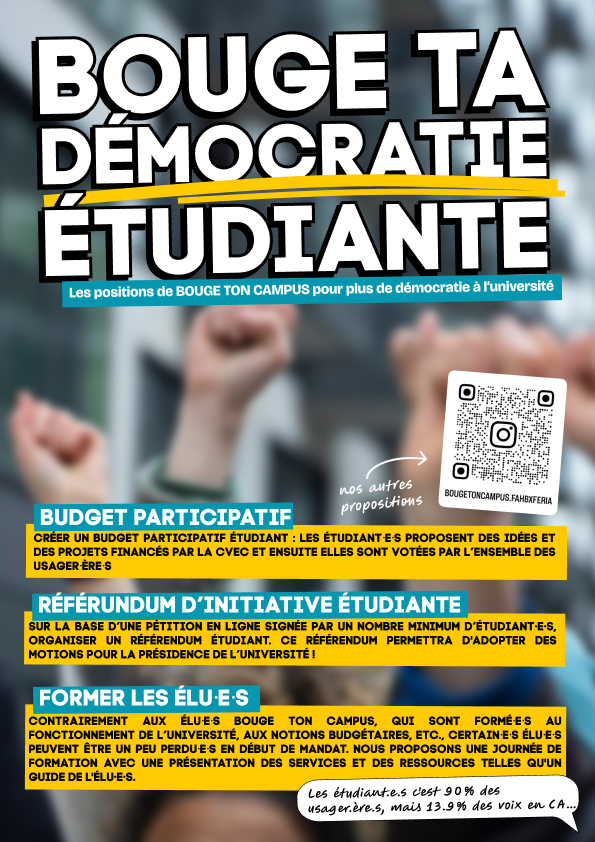 BOUGE TA
DÉMOCRATIE
ÉTUDIANTE
Les positions de BOUGE TON CAMPUS pour plus de démocratie à l'université
BOUGETONCAMPUS.FAHBXFERIA
nos autres
propositions
BUDGET PARTICIPATIF
CRÉER UN BUDGET PARTICIPATIF ÉTUDIANT : LES ÉTUDIANT·E·S PROPOSENT DES IDÉES ET
DES PROJETS FINANCÉS PAR LA CVEC ET ENSUITE ELLES SONT VOTÉES PAR L'ENSEMBLE DES
USAGER·ÈRE·S
RÉFÉRUNDUM D'INITIATIVE ÉTUDIANTE
SUR LA BASE D'UNE PÉTITION EN LIGNE SIGNÉE PAR UN NOMBRE MINIMUM D'ÉTUDIANT·E·S,
ORGANISER UN RÉFÉRENDUM ÉTUDIANT. CE RÉFÉRENDUM PERMETTRA D'ADOPTER DES
MOTIONS POUR LA PRÉSIDENCE DE L'UNIVERSITÉ !
FORMER LES ÉLU·E·S
CONTRAIREMENT AUX ÉLU·E·S BOUGE TON CAMPUS, QUI SONT FORMÉ·E·S AU
FONCTIONNEMENT DE L'UNIVERSITÉ, AUX NOTIONS BUDGÉTAIRES, ETC., CERTAIN·E·S ÉLU·E·S
PEUVENT ÊTRE UN PEU PERDU·E·S EN DÉBUT DE MANDAT. NOUS PROPOSONS UNE JOURNÉE DE
FORMATION AVEC UNE PRÉSENTATION DES SERVICES ET DES RESSOURCES TELLES QU'UN
GUIDE DE L'ÉLU·E·S.
Les étudiant.e.s c'est 90% des
usager.ère.s, mais 13.9% des voix en CA...